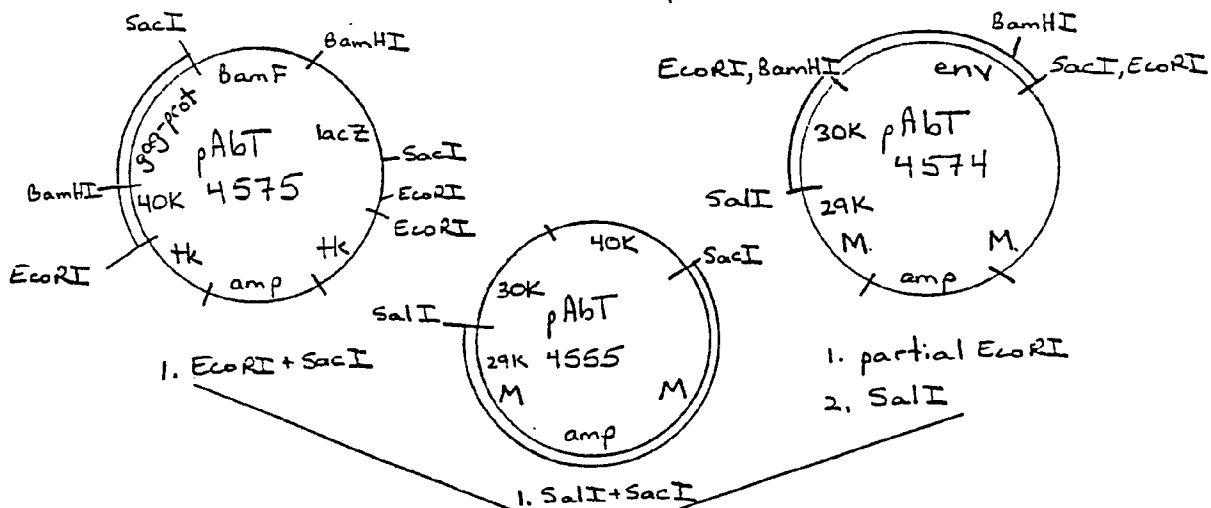 SacI
BamF
BamHI
gag-prot
pAbT
4575
lacZ
SacI
EcoRI
EcoRI
BamHI
40K
EcoRI
tk
amp
tk
BamHI
EcoRI, BamHI
env
SacI, EcoRI
30K
pAbT
4574
SalI
29K
M.
amp
M.
40K
SacI
30K
SalI
pAbT
29K
4555
M
M
amp
1. EcoRI + SacI
1. partial EcoRI
2, SalI
1. SalI + SacI